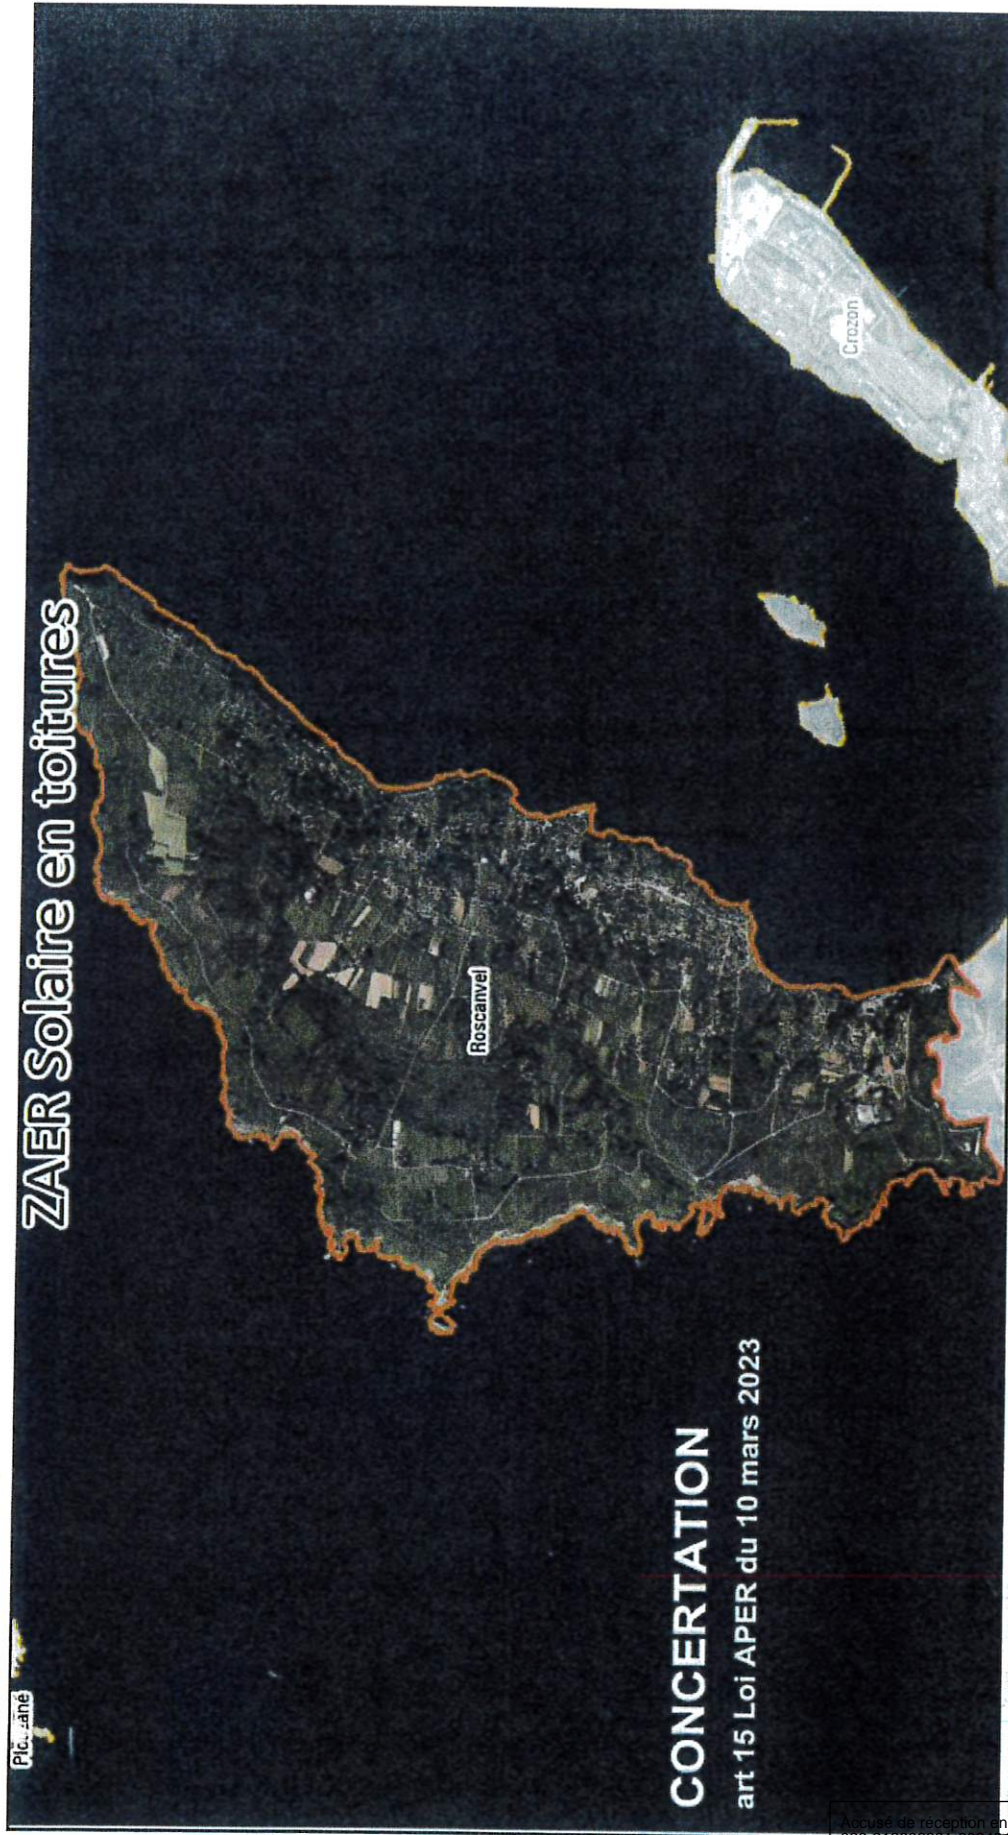 ZAER Solaire en toitures
Crozon
Roscanvel
CONCERTATION
art 15 Loi APER du 10 mars 2023
Accusé de réception en